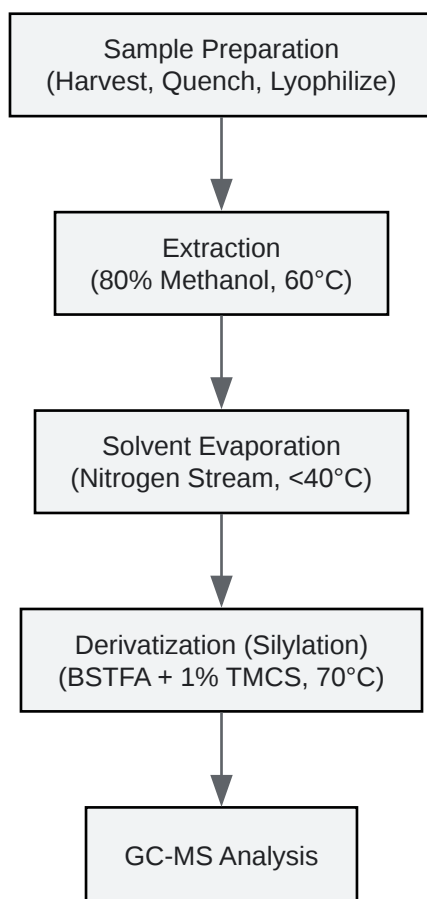 Sample Preparation
(Harvest, Quench, Lyophilize)
Extraction
(80% Methanol, 60°C)
Solvent Evaporation
(Nitrogen Stream, <40°C)
Derivatization (Silylation)
(BSTFA + 1% TMCS, 70°C)
GC-MS Analysis